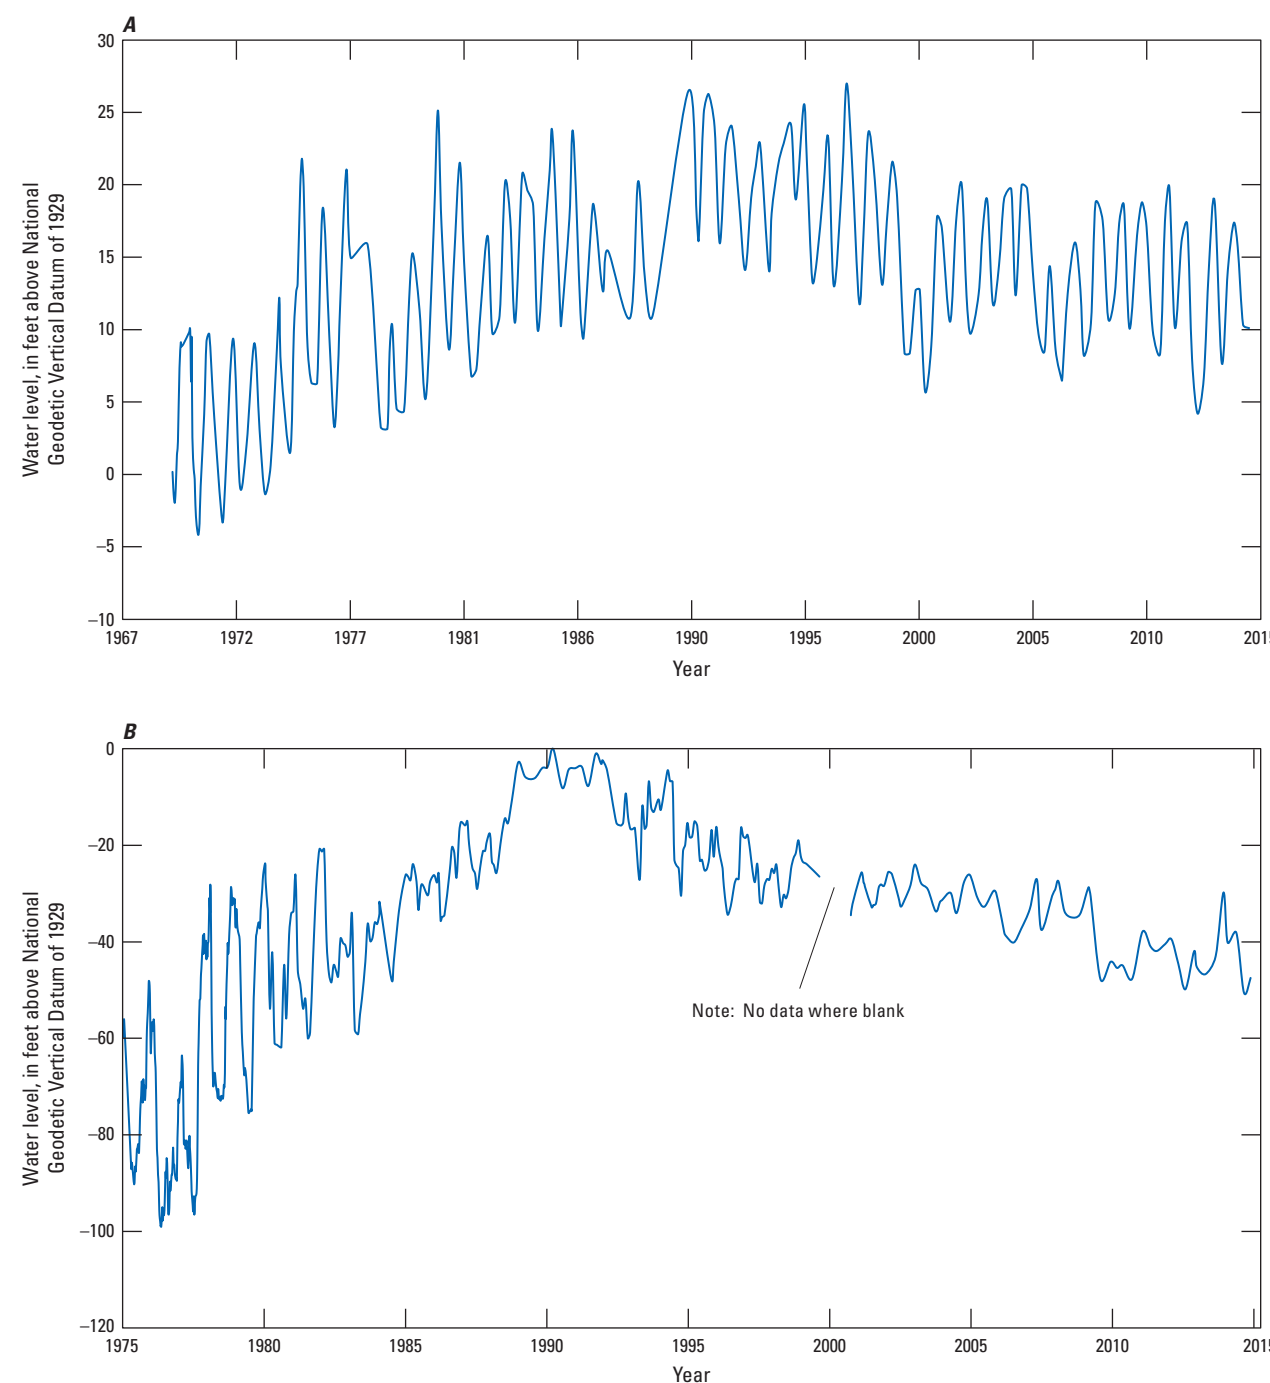 A
30
25
20
15
10
5
0
–5
–10
Water level, in feet above National
Geodetic Vertical Datum of 1929
1967 1972 1977 1981 1986 1990 1995 2000 2005 2010 201
Year
B
0
–20
–40
–60
–80
–100
–120
Water level, in feet above National
Geodetic Vertical Datum of 1929
Note: No data where blank
1975 1980 1985 1990 1995 2000 2005 2010 201
Year